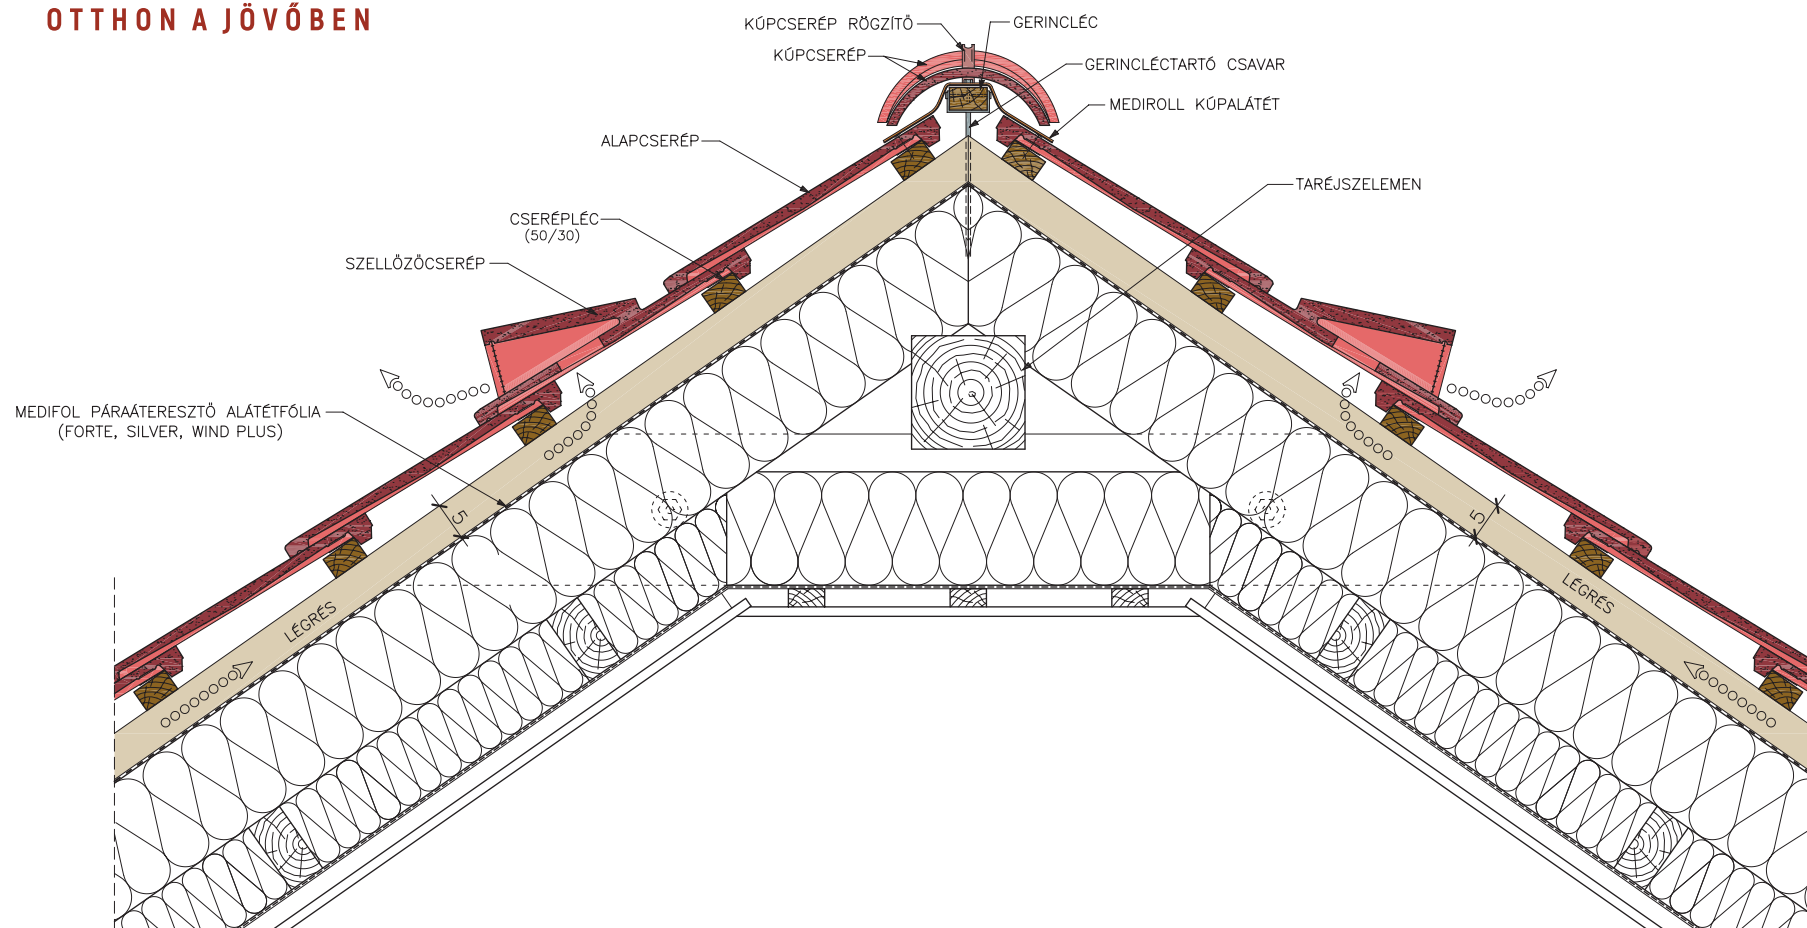 OTTHON A JÖVŐBEN
KÚPCSERÉP RÖGZÍTŐ
GERINCLÉC
KÚPCSERÉP
GERINCLÉCTARTÓ CSAVAR
MEDIROLL KÚPALÁTÉT
ALAPCSERÉP
TARÉJSZELEMEN
CSERÉPLÉC
(50/30)
SZELLŐZŐCSERÉP
MEDIFOL PÁRAÁTERESZTŐ ALÁTÉTFÓLIA
(FORTE, SILVER, WIND PLUS)
5
5
LÉGRÉS
LÉGRÉS